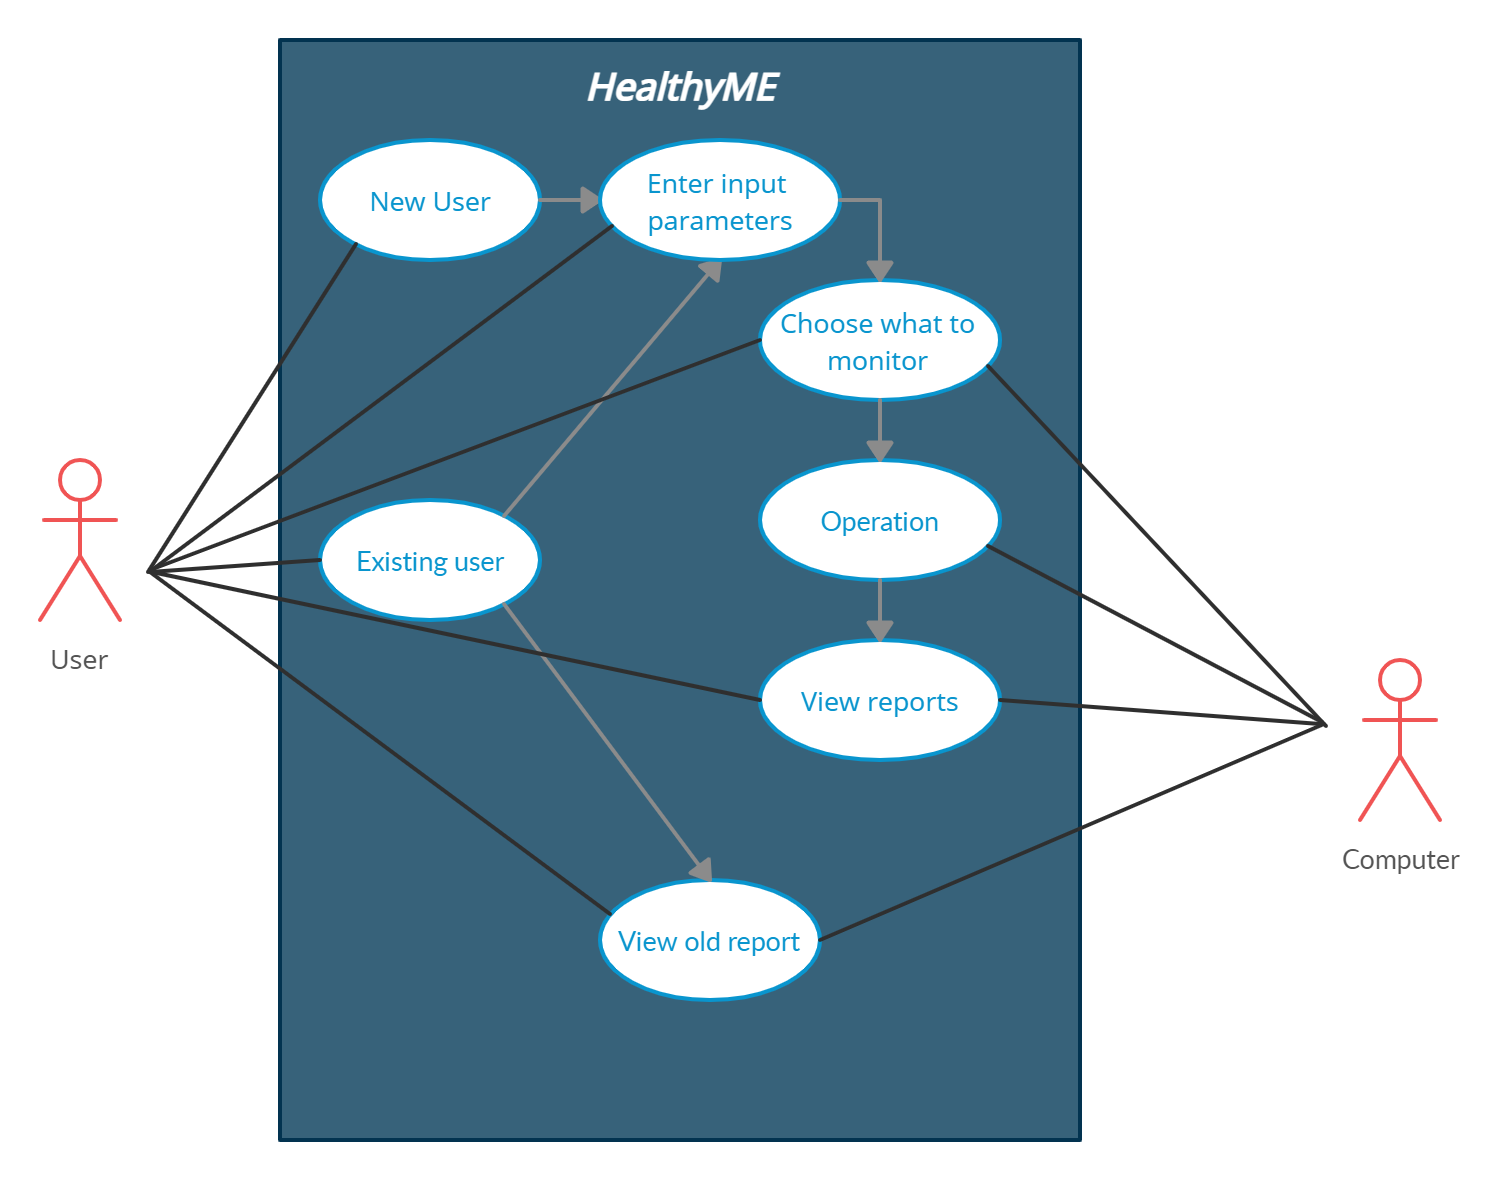 HealthyME
New User
Enter input
parameters
Choose what to
monitor
Operation
Existing user
User
View reports
Computer
View old report